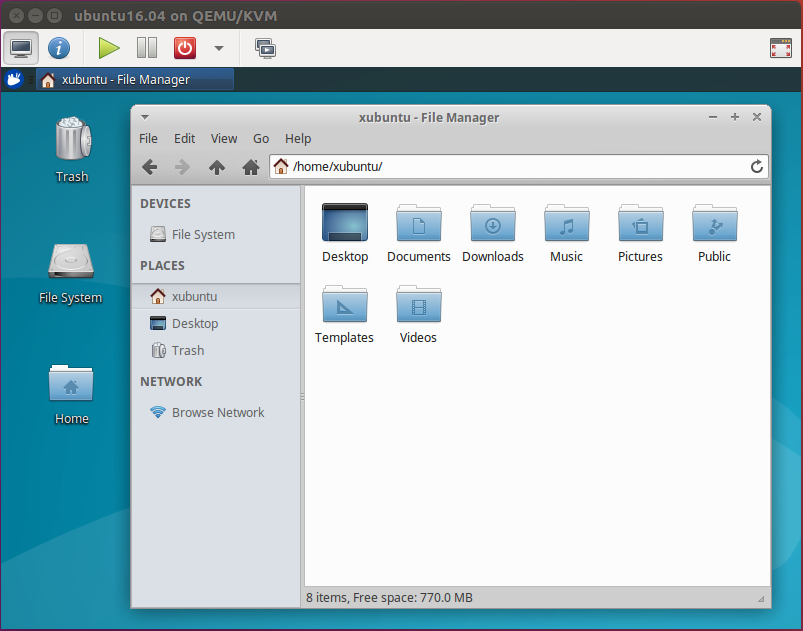 ubuntu16.04 on QEMU/KVM
xubuntu - File Manager
xubuntu - File Manager
File Edit View Go Help
/home/xubuntu/
Trash
File System
Home
DEVICES
File System
PLACES
xubuntu
Desktop
Trash
NETWORK
Browse Network
Desktop Documents Downloads Music Pictures Public
Templates Videos
8 items, Free space: 770.0 MB